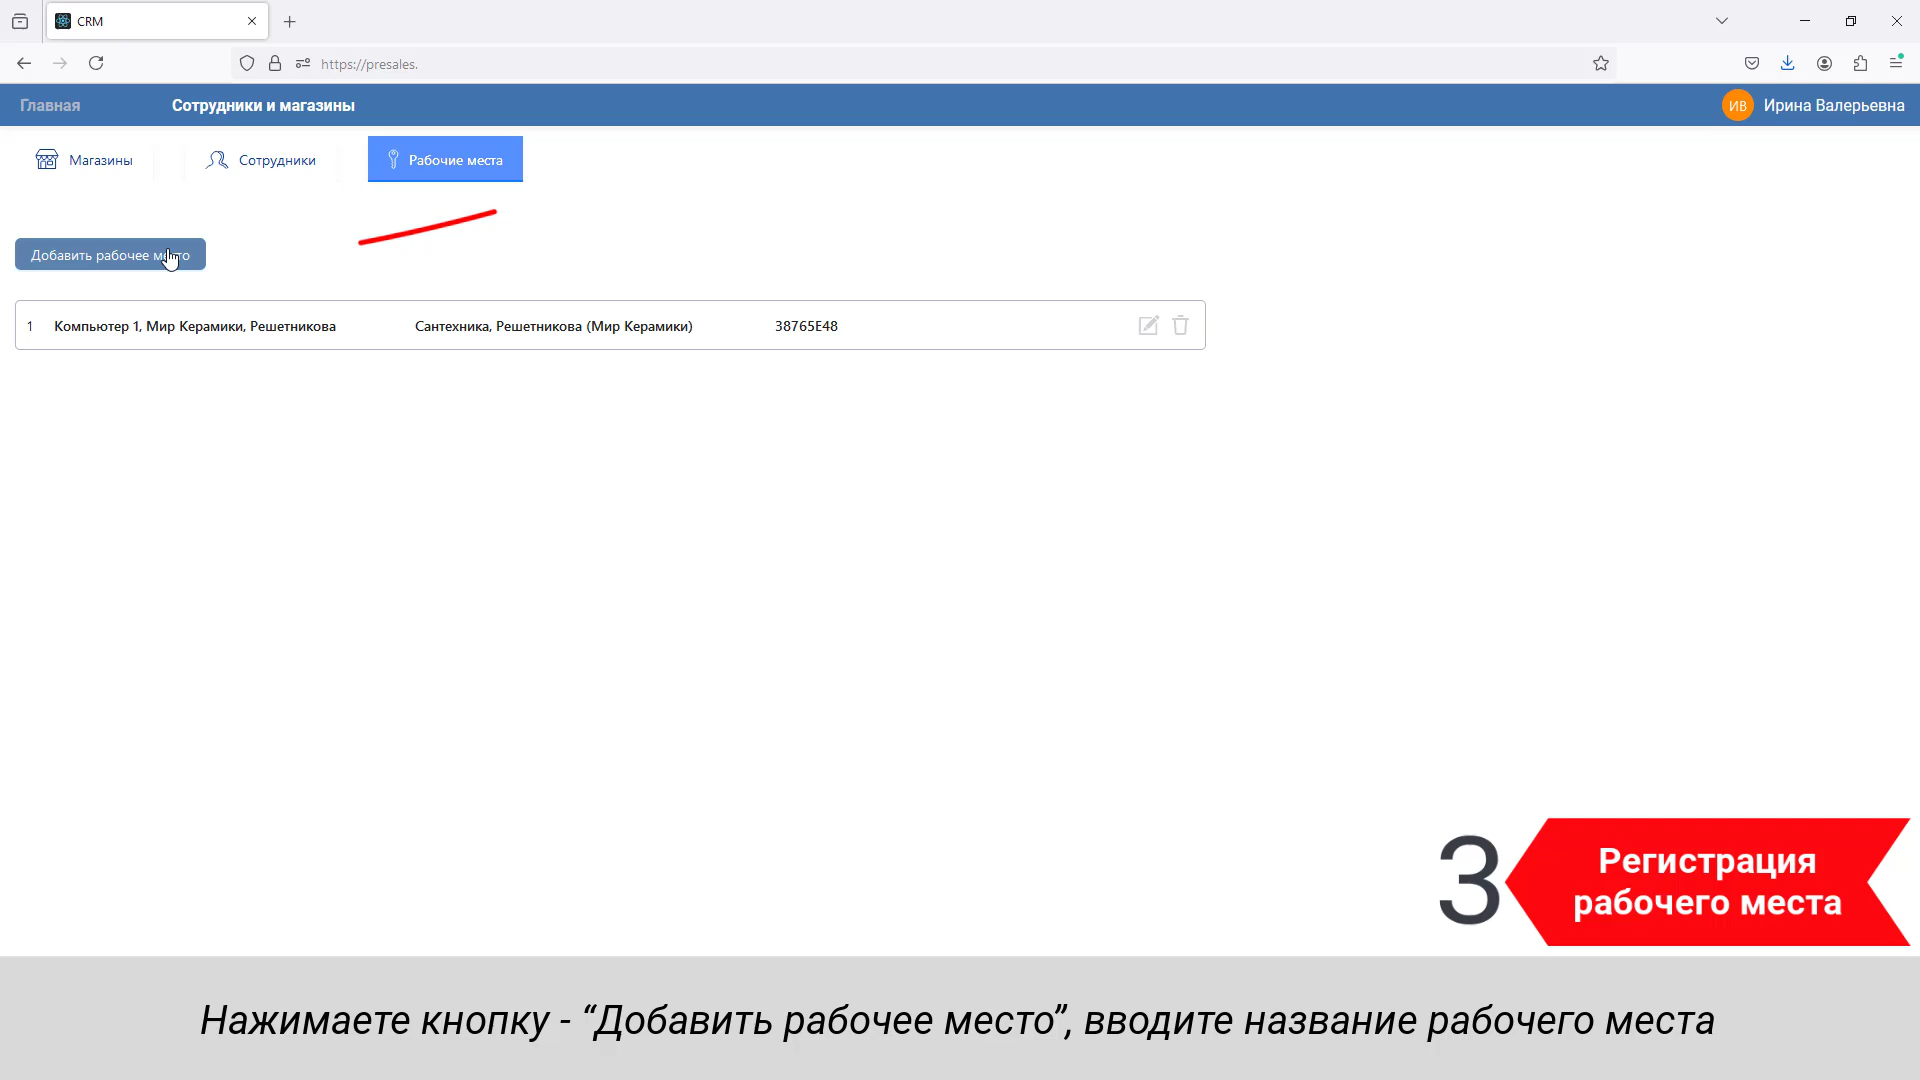 CRM
https://presales.
Главная
Сотрудники и магазины
ИВ
Ирина Валерьевна
Магазины
Сотрудники
Рабочие места
Добавить рабочее место
1 Компьютер 1, Мир Керамики, Решетникова Сантехника, Решетникова (Мир Керамики) 38765E48
3
Регистрация
рабочего места
Нажимаете кнопку - “Добавить рабочее место”, вводите название рабочего места